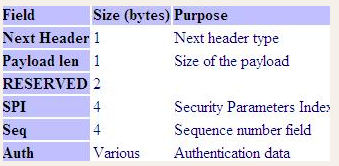 Field Size (bytes) Purpose
Next Header 1 Next header type
Payload len 1 Size of the payload
RESERVED 2
SPI 4 Security Parameters Index
Seq 4 Sequence number field
Auth Various Authentication data